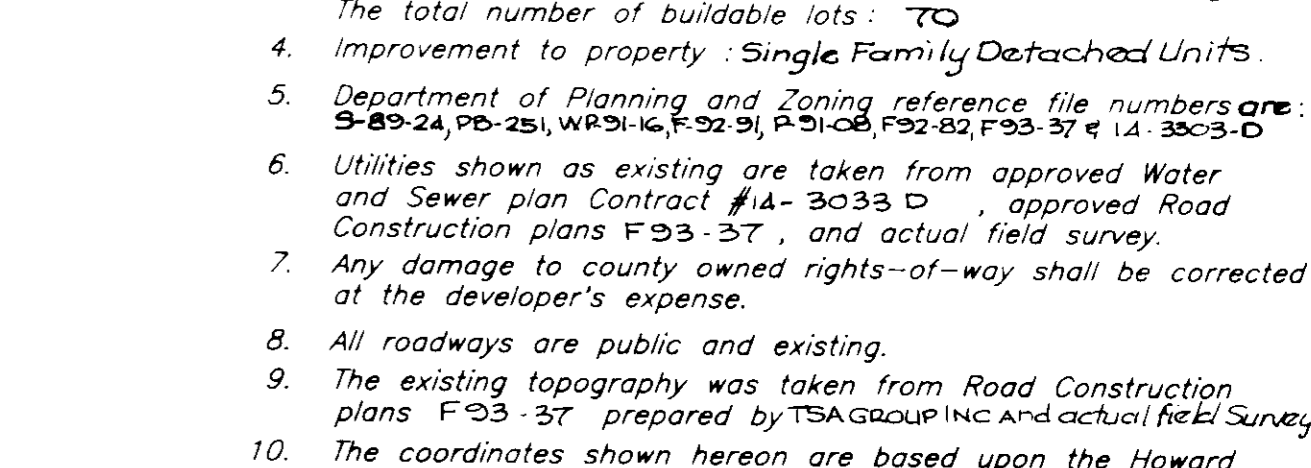 The total number of buildable lots : 70
4. Improvement to property : Single Family Detached Units.
5. Department of Planning and Zoning reference file numbers are :
S-89-24, PB-251, WP91-16, F-92-91, P91-08, F92-82, F93-37 & 14-3303-D
6. Utilities shown as existing are taken from approved Water
and Sewer plan Contract #14-3033 D , approved Road
Construction plans F93-37 , and actual field survey.
7. Any damage to county owned rights-of-way shall be corrected
at the developer's expense.
8. All roadways are public and existing.
9. The existing topography was taken from Road Construction
plans F93-37 prepared by TSA GROUP INC And actual field Survey
10. The coordinates shown hereon are based upon the Howard